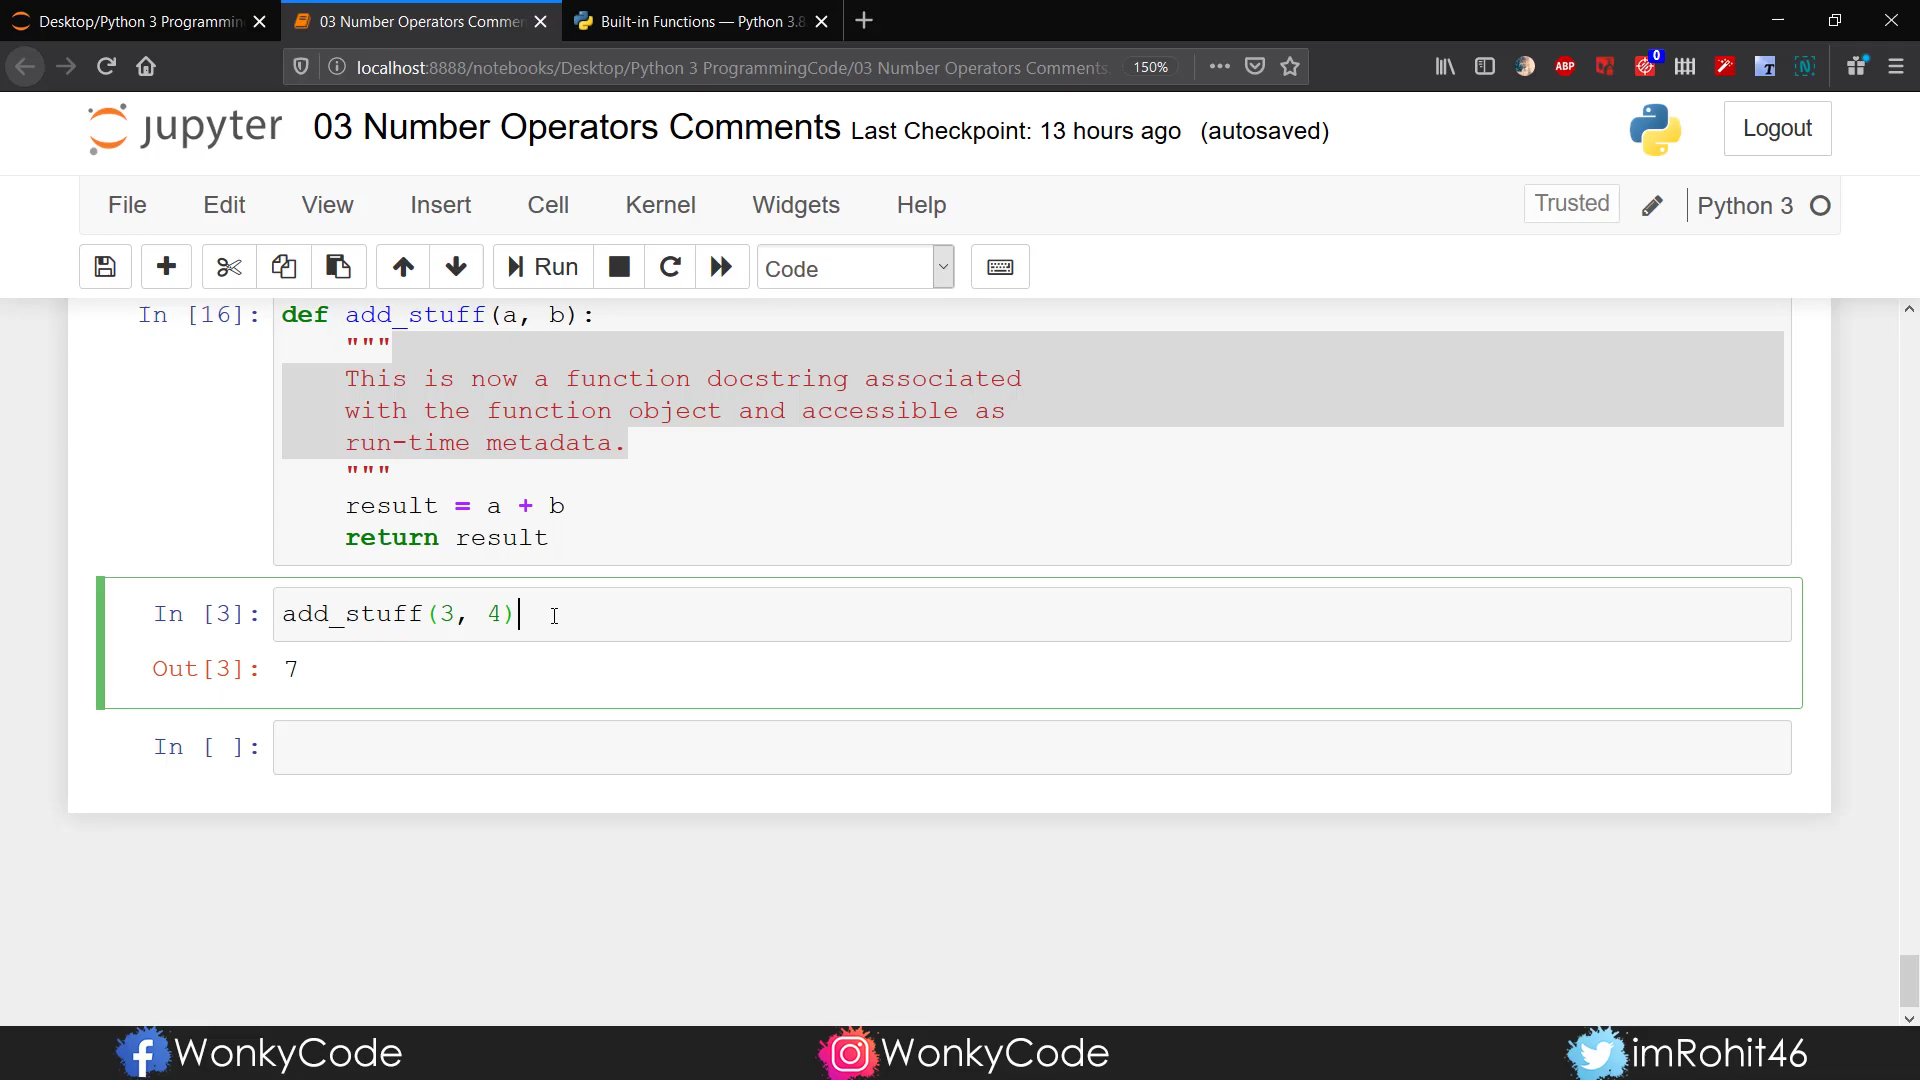 Desktop/Python 3 Programmin
03 Number Operators Commen
Built-in Functions — Python 3.8
localhost:8888/notebooks/Desktop/Python 3 ProgrammingCode/03 Number Operators Comments.
150%
ABP
0
T
N
jupyter
03 Number Operators Comments Last Checkpoint: 13 hours ago (autosaved)
Logout
File Edit View Insert Cell Kernel Widgets Help
Trusted
Python 3
Run
Code
In [16]: def add_stuff(a, b):
"""
This is now a function docstring associated
with the function object and accessible as
run-time metadata.
"""
result = a + b
return result
In [3]: add_stuff(3, 4)
Out[3]: 7
In [ ]:
WonkyCode
WonkyCode
imRohit46